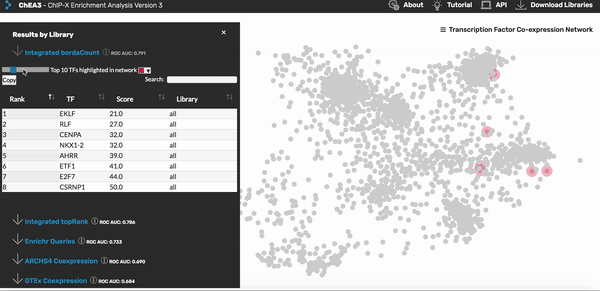 ChEA3 - ChIP-X Enrichment Analysis Version 3
About
Tutorial
API
Download Libraries
Results by Library
×
Transcription Factor Co-expression Network
Integrated bordaCount ROC AUC: 0.791
Top 10 TFs highlighted in network
Copy
Search:
Rank TF Score Library
1 EKLF 21.0 all
2 RLF 27.0 all
3 CENPA 32.0 all
4 NKX1-2 32.0 all
5 AHRR 39.0 all
6 ETF1 41.0 all
7 E2F7 44.0 all
8 CSRNP1 50.0 all
Integrated topRank ROC AUC: 0.786
Enrichr Queries ROC AUC: 0.733
ARCHS4 Coexpression ROC AUC: 0.690
GTEx Coexpression ROC AUC: 0.684